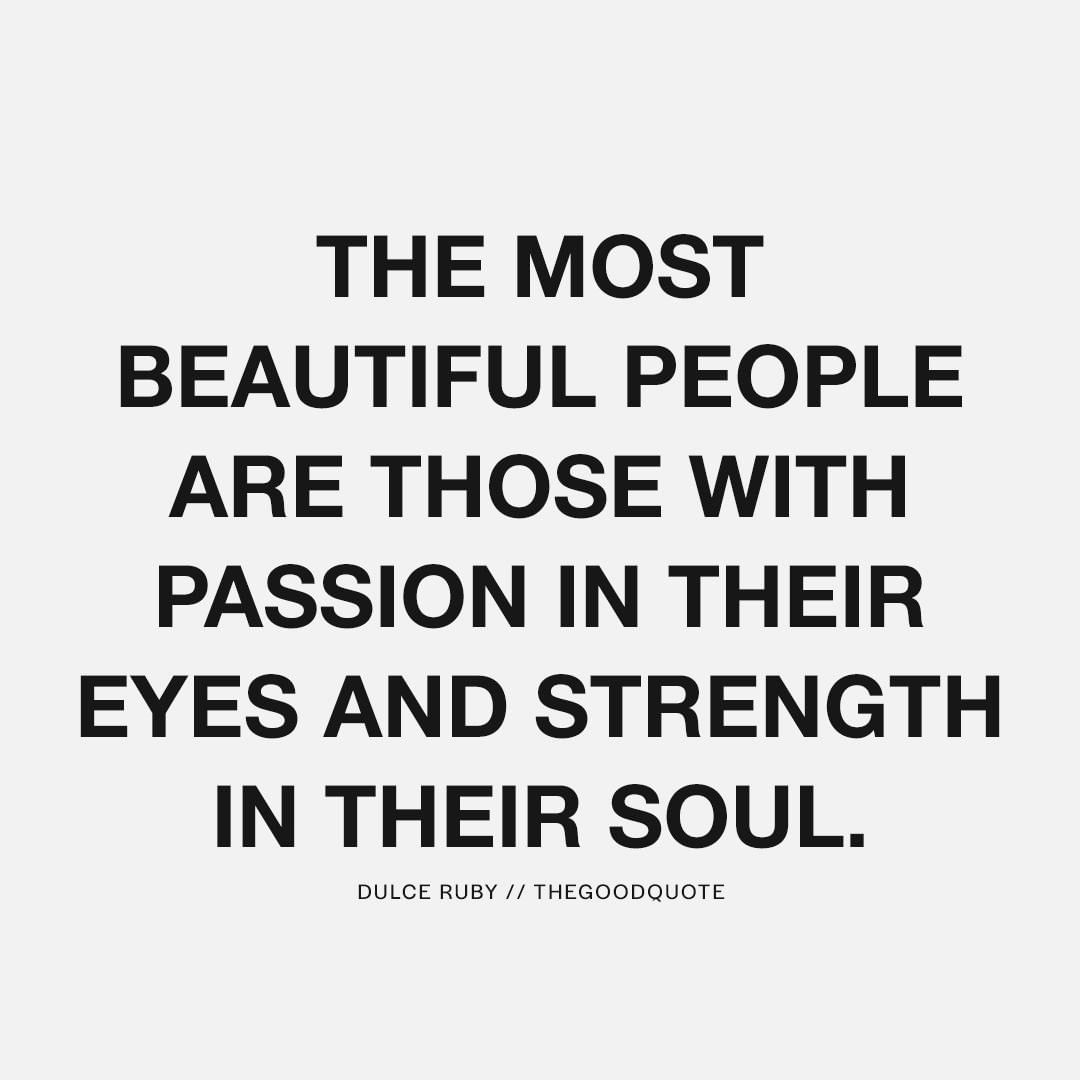 THE MOST
BEAUTIFUL PEOPLE
ARE THOSE WITH
PASSION IN THEIR
EYES AND STRENGTH
IN THEIR SOUL.
DULCE RUBY // THEGOODQUOTE